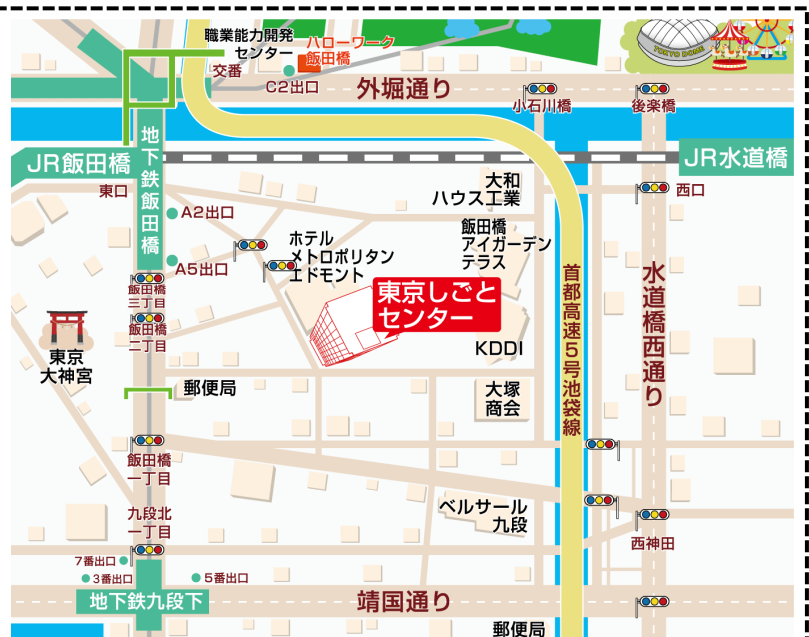 職業能力開発
センター
ハローワーク
飯田橋
交番
C2出口
外堀通り
TOKYO DOME
小石川橋
後楽橋
JR飯田橋
地下鉄飯田橋
JR水道橋
東口
A2出口
大和
ハウス工業
西口
ホテル
メトロポリタン
エドモント
飯田橋
アイガーデン
テラス
A5出口
飯田橋
三丁目
東京しごと
センター
首都高速5号池袋線
水道橋西通り
飯田橋
二丁目
東京
大神宮
KDDI
郵便局
大塚
商会
飯田橋
一丁目
九段北
一丁目
ベルサール
九段
西神田
7番出口
3番出口
5番出口
地下鉄九段下
靖国通り
郵便局